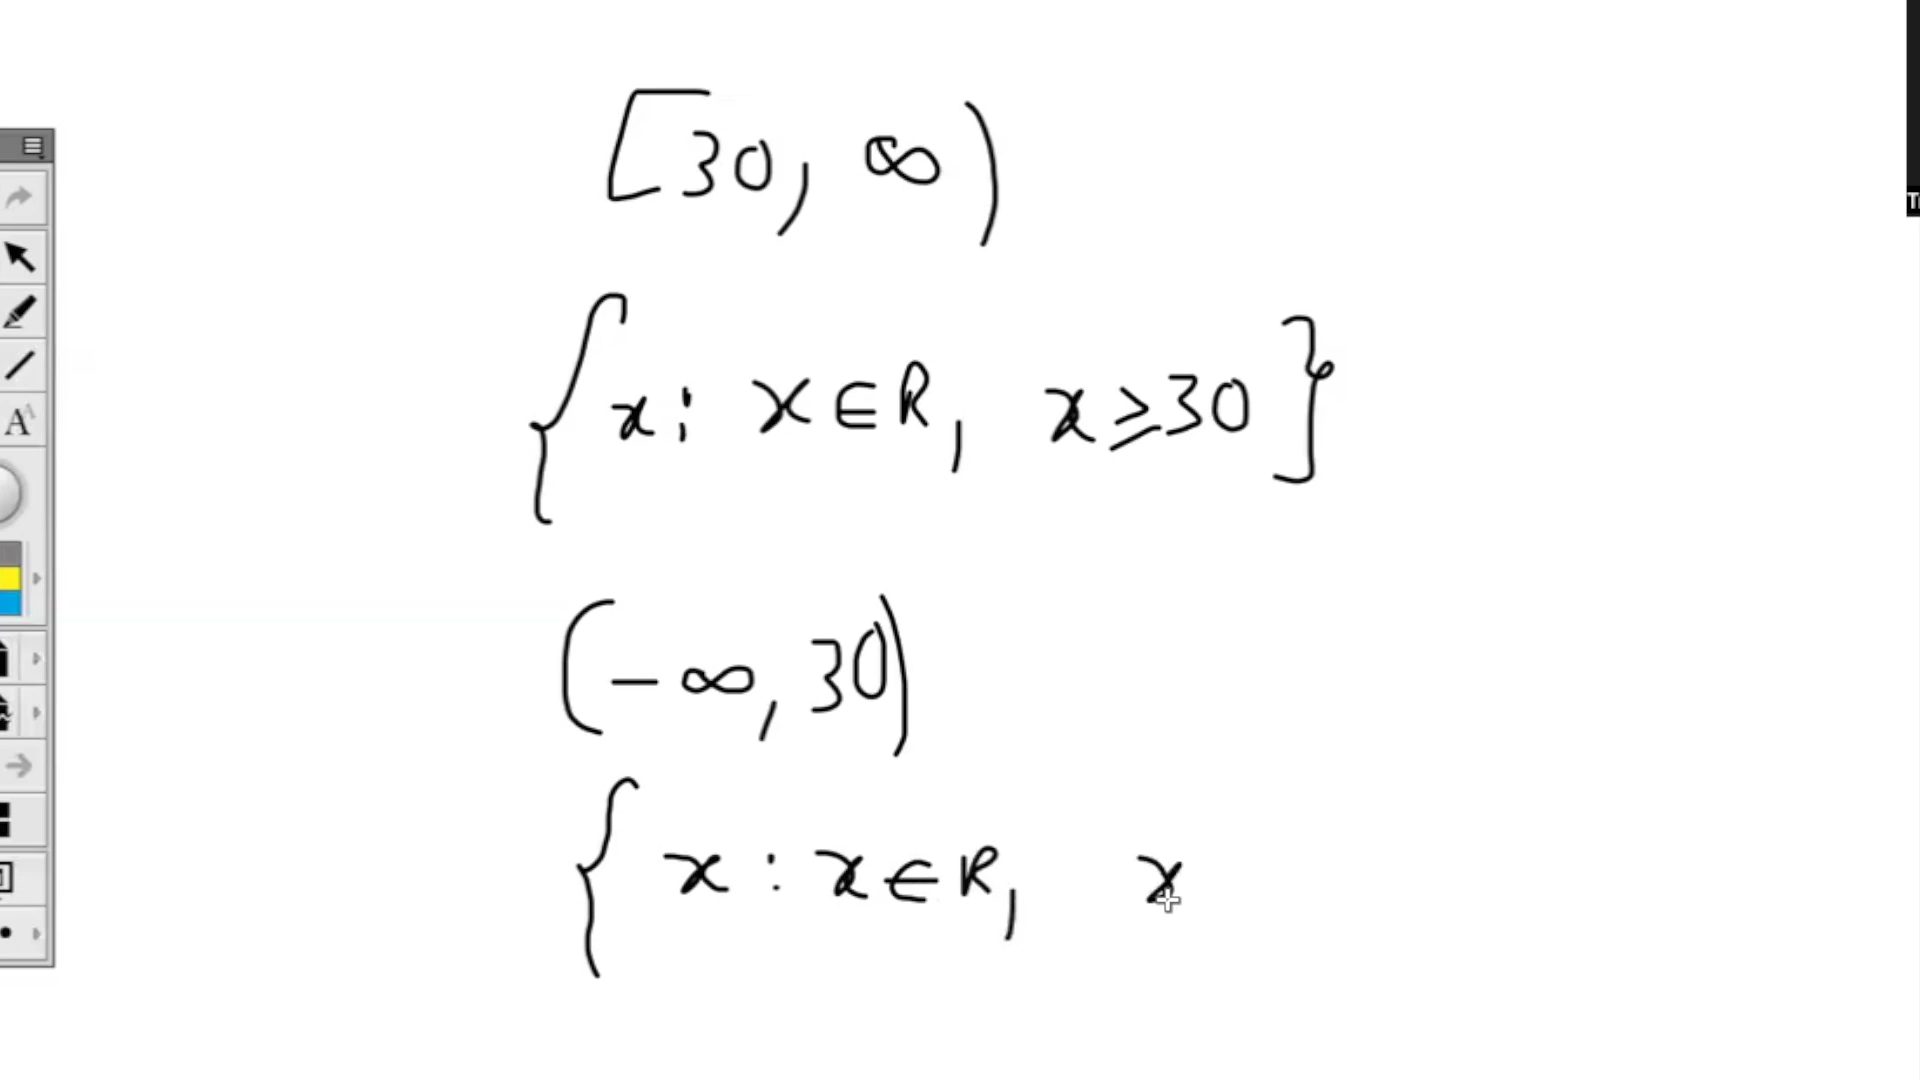 [30, ∞)
{x : x ∈ R, x ≥ 30}
(-∞, 30)
{x : x ∈ R, x